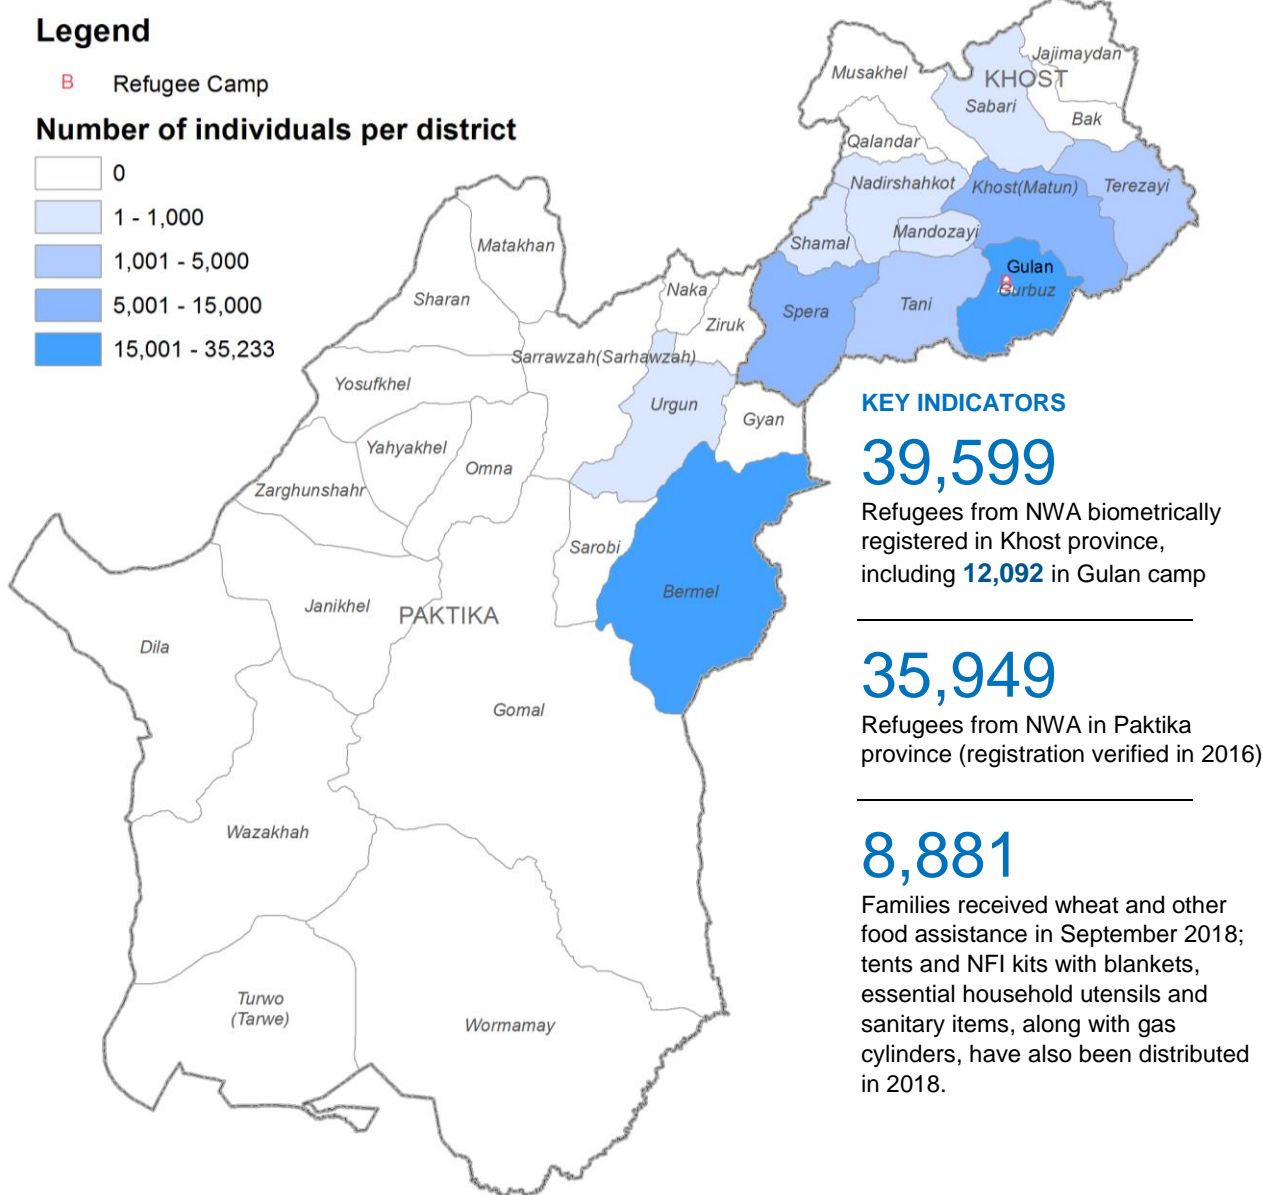 Legend
B Refugee Camp
Number of individuals per district
0
1 - 1,000
1,001 - 5,000
5,001 - 15,000
15,001 - 35,233
Jajimaydan
Musakhel
KHOST
Sabari
Bak
Qalandar
Nadirshahkot
Khost(Matun)
Terezayi
Shamal
Mandozayi
Gulan
Gurbuz
Spera
Tani
Matakhan
Sharan
Naka
Ziruk
Sarrawzah(Sarhawzah)
Yosufkhel
Urgun
Gyan
Yahyakhel
Omna
Zarghunshahr
Sarobi
Bermel
Janikhel
PAKTIKA
Dila
Gomal
Wazakhah
Turwo
(Tarwe)
Wormamay
KEY INDICATORS
39,599
Refugees from NWA biometrically
registered in Khost province,
including 12,092 in Gulan camp
35,949
Refugees from NWA in Paktika
province (registration verified in 2016)
8,881
Families received wheat and other
food assistance in September 2018;
tents and NFI kits with blankets,
essential household utensils and
sanitary items, along with gas
cylinders, have also been distributed
in 2018.